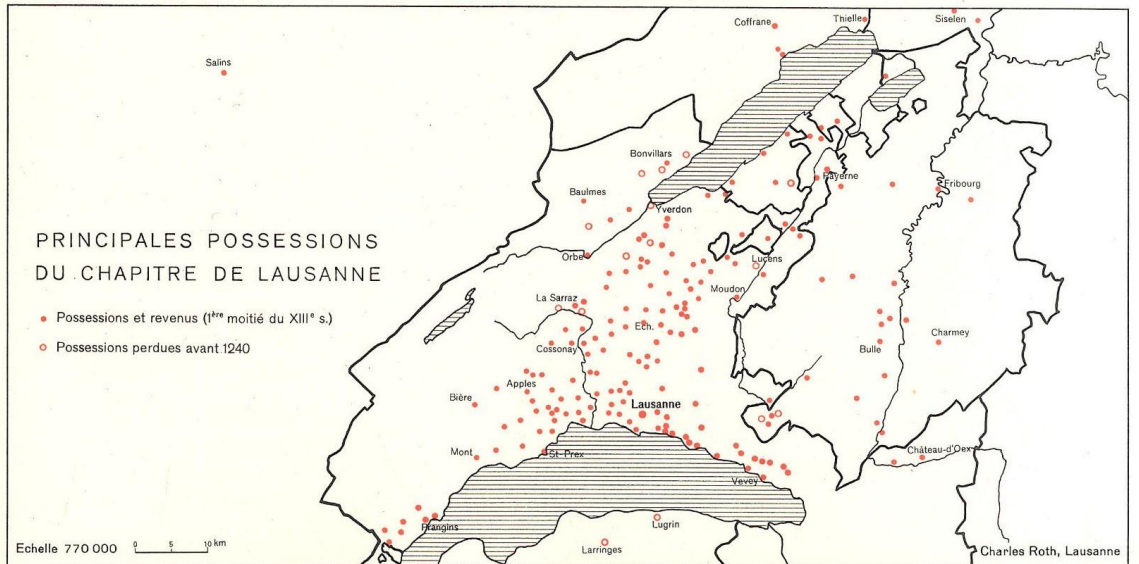 Coffrane
Thielle
Siselen
Salins
Bonvillars
Baulmes
Payerne
Fribourg
Yverdon
PRINCIPALES POSSESSIONS
DU CHAPITRE DE LAUSANNE
Orbe
Lucens
Moudon
La Sarraz
Possessions et revenus (1ère moitié du XIIIe s.)
Ech.
Charmey
Possessions perdues avant 1240
Cossonay
Bulle
Apples
Bière
Lausanne
Mont
St-Prex
Château-d'Oex
Vevey
Prangins
Lugrin
Larringes
Echelle 770 000
0 5 10 km
Charles Roth, Lausanne